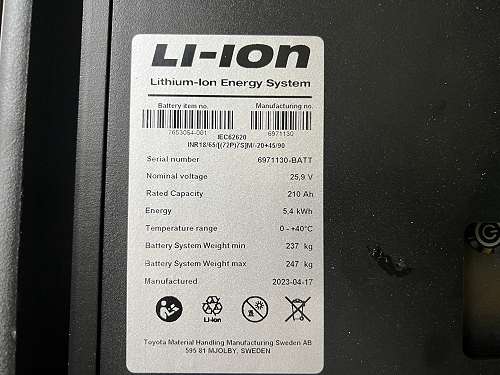 LI-ION
Lithium-Ion Energy System
Battery item no. Manufacturing no.
7653064-001 6971130
IEC62620
INR18/65/[(72P)7S]M/-20+45/90
Serial number 6971130-BATT
Nominal voltage 25,9 V
Rated Capacity 210 Ah
Energy 5,4 kWh
Temperature range 0 - +40°C
Battery System Weight min 237 kg
Battery System Weight max 247 kg
Manufactured 2023-04-17
Li-ion
Toyota Material Handling Manufacturing Sweden AB
595 81 MJOLBY, SWEDEN